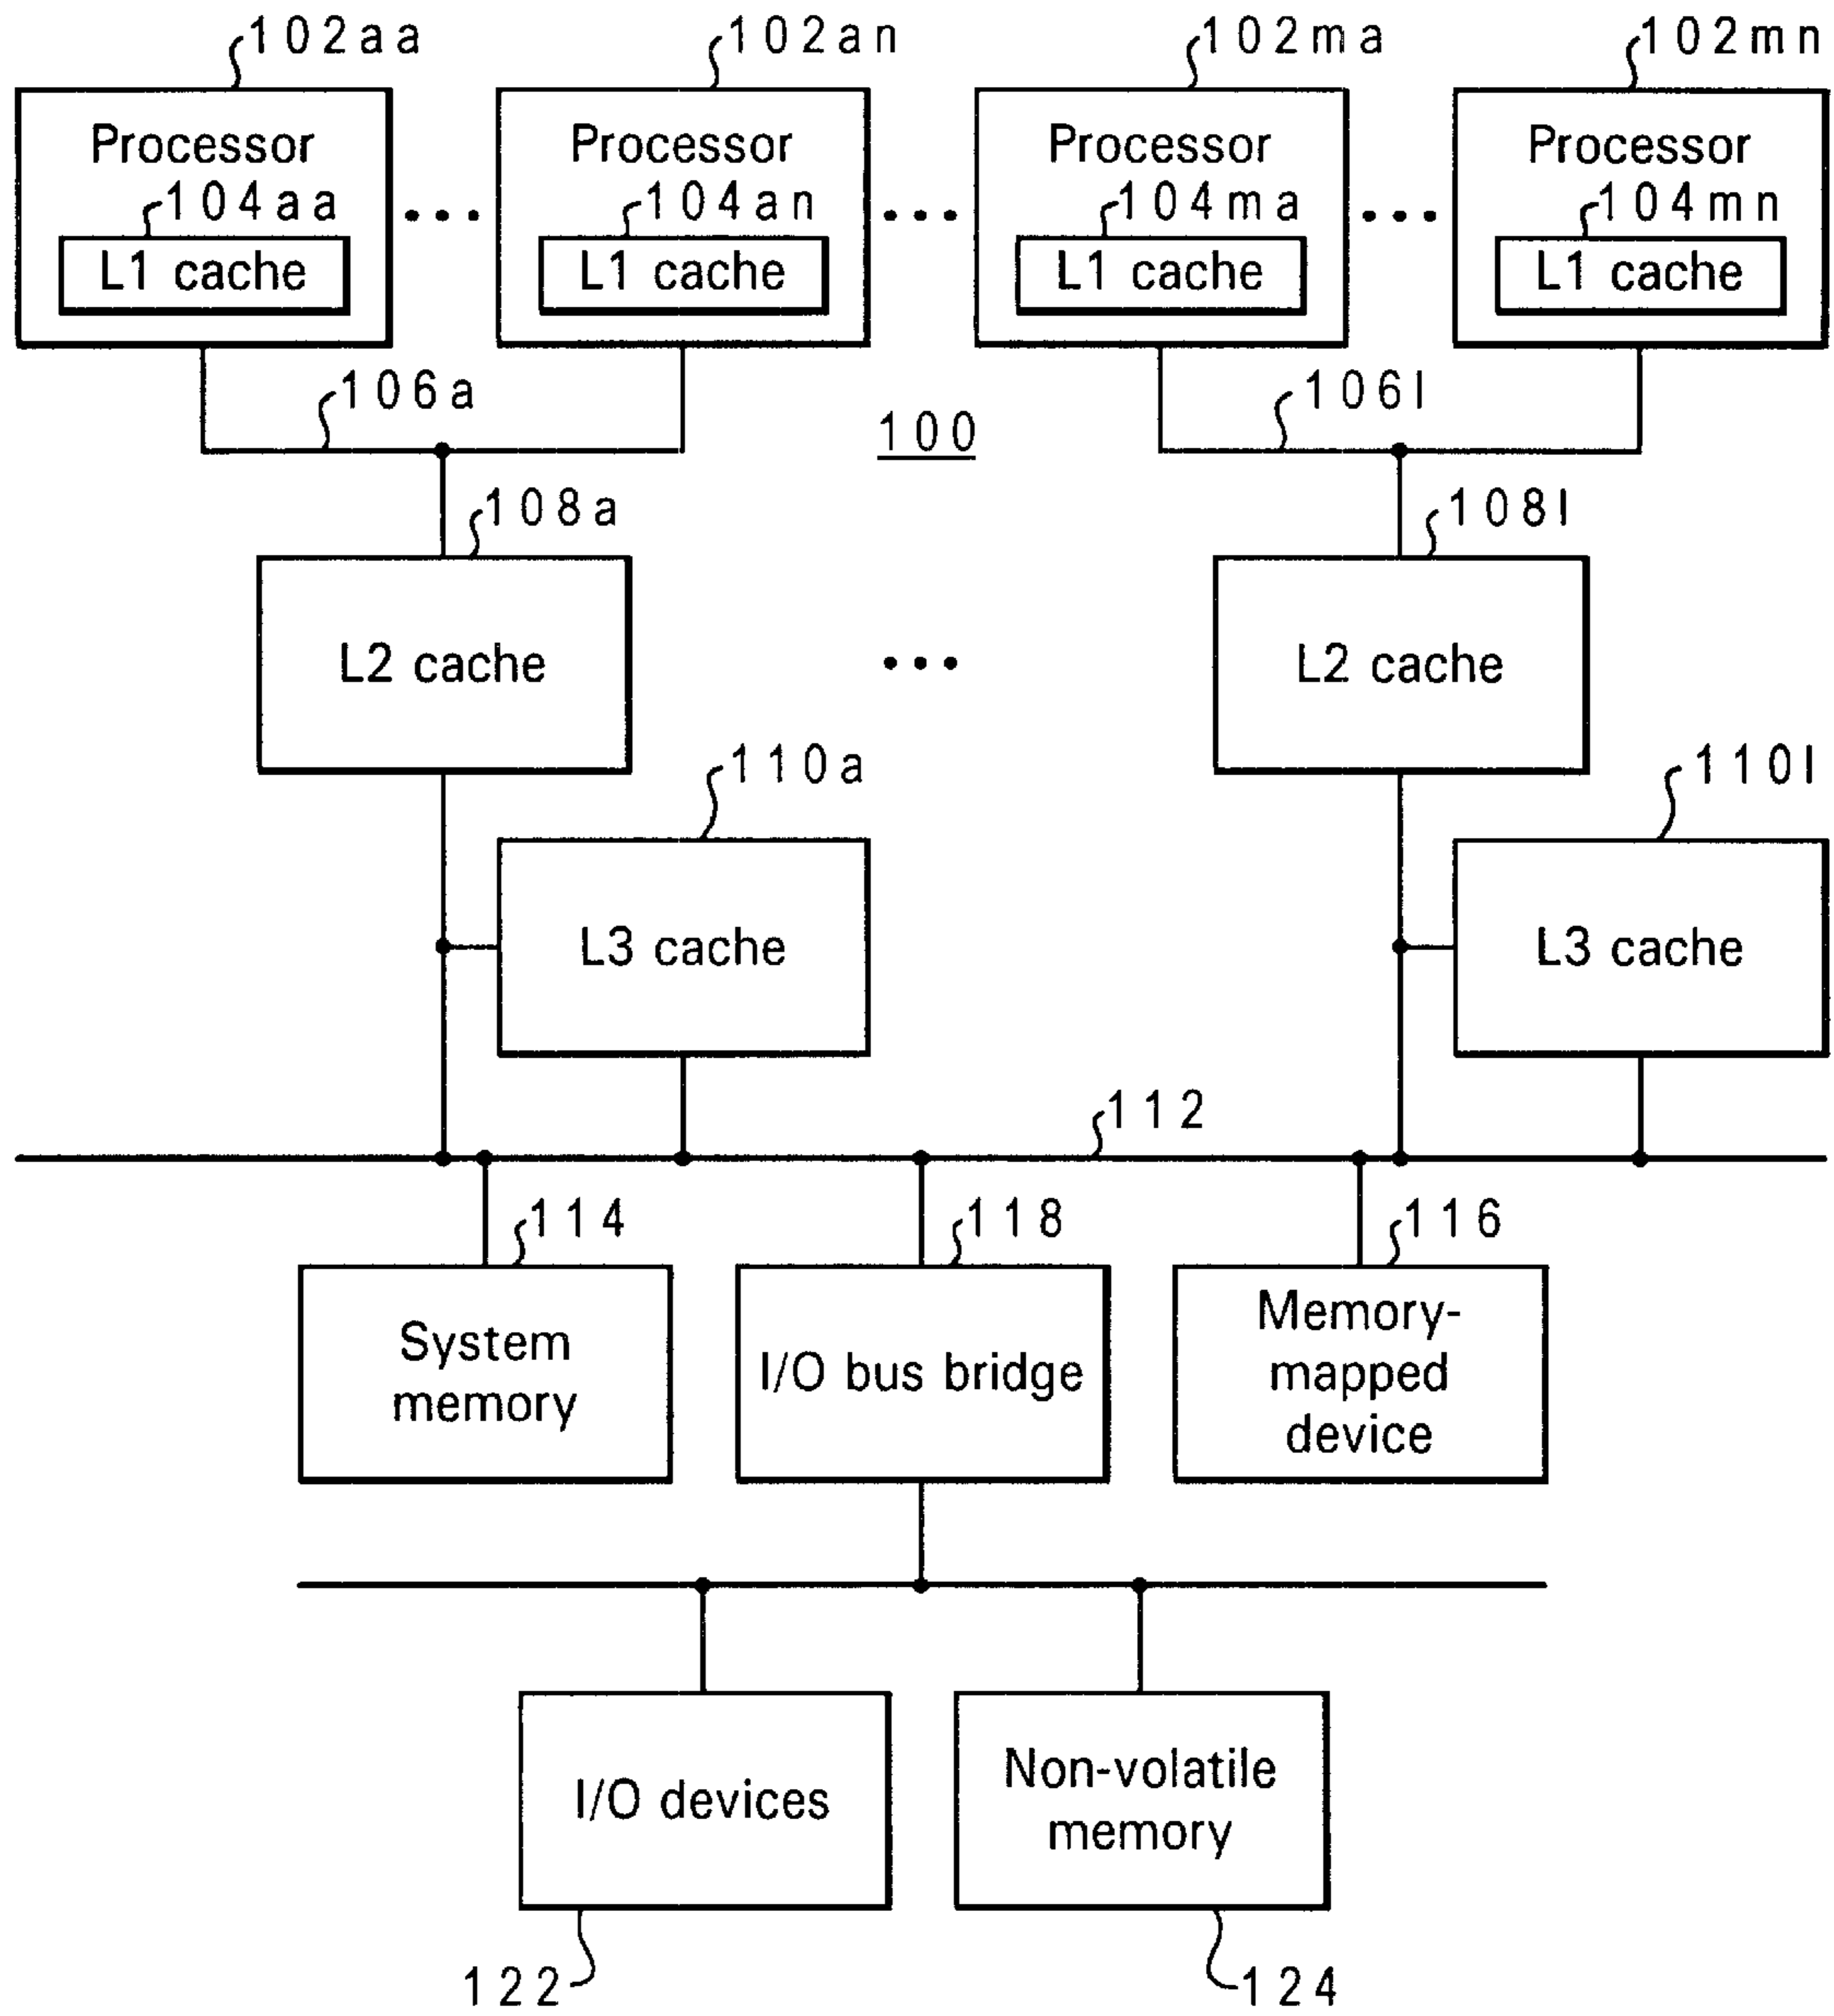 102aa 102an 102ma 102mn
Processor Processor Processor Processor
104aa 104an 104ma 104mn
L1 cache L1 cache L1 cache L1 cache
106a 106l
100
108a 108l
L2 cache L2 cache
110a 110l
L3 cache L3 cache
112
114 118 116
System
memory
I/O bus bridge
Memory-
mapped
device
I/O devices
Non-volatile
memory
122 124